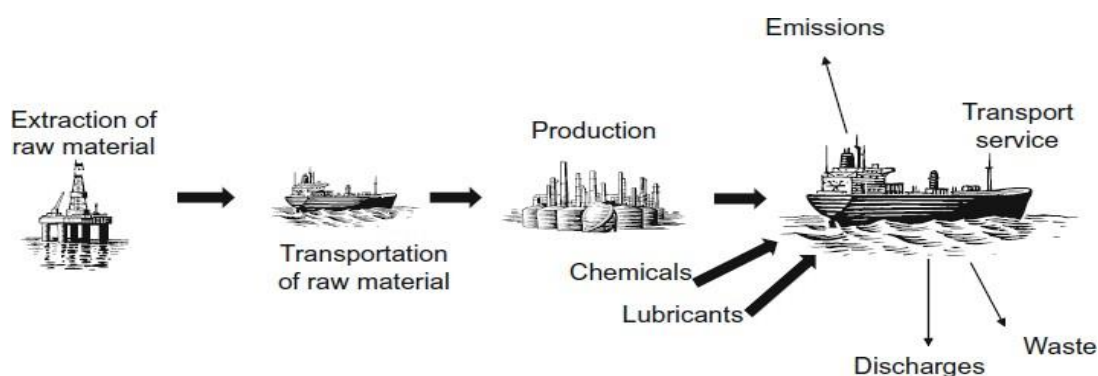 Emissions
Extraction of
raw material
Production
Transport
service
Transportation
of raw material
Chemicals
Lubricants
Waste
Discharges